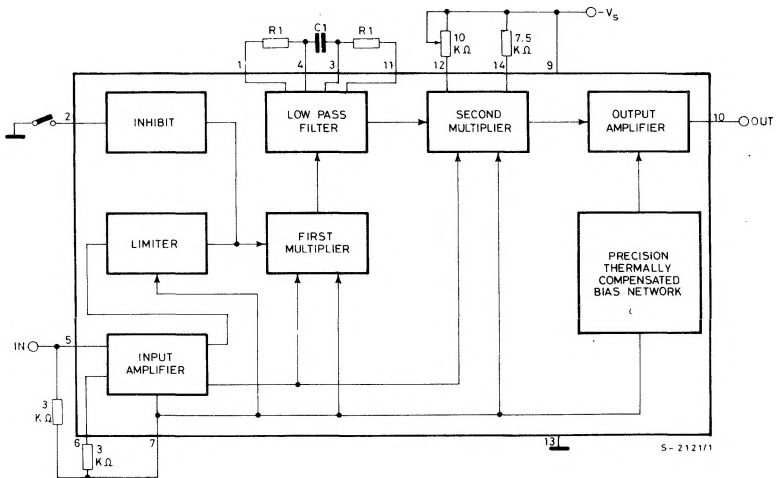 R1
C1
R1
10
KΩ
7.5
KΩ
-Vs
1
4
3
11
12
14
9
2
INHIBIT
LOW PASS
FILTER
SECOND
MULTIPLIER
OUTPUT
AMPLIFIER
10
OUT
LIMITER
FIRST
MULTIPLIER
PRECISION
THERMALLY
COMPENSATED
BIAS NETWORK
IN
5
INPUT
AMPLIFIER
3
KΩ
6
3
KΩ
7
13
S-2121/1